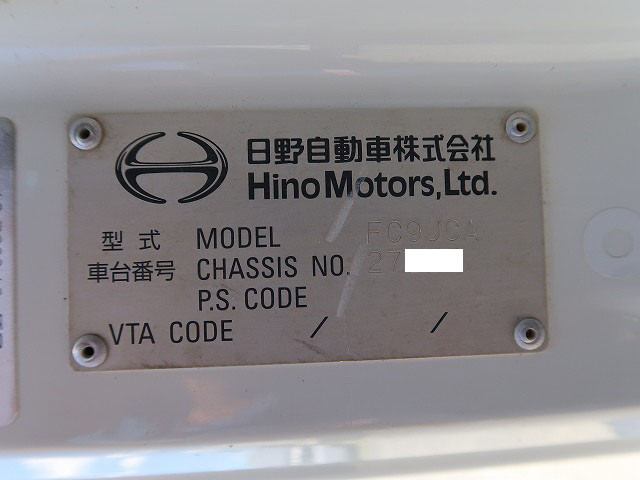 日野自動車株式会社
Hino Motors, Ltd.
型式 MODEL FC9JCA
車台番号 CHASSIS NO. 27
P.S. CODE
VTA CODE / /